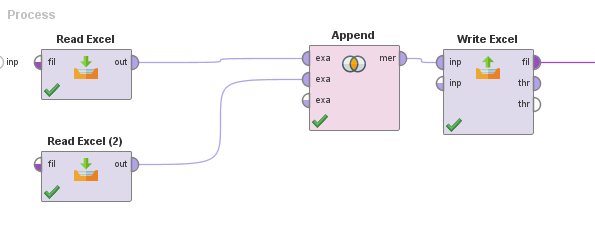 Process
Read Excel
inp
fil
out
Append
exa
mer
exa
exa
Write Excel
inp
fil
inp
thr
thr
Read Excel (2)
fil
out